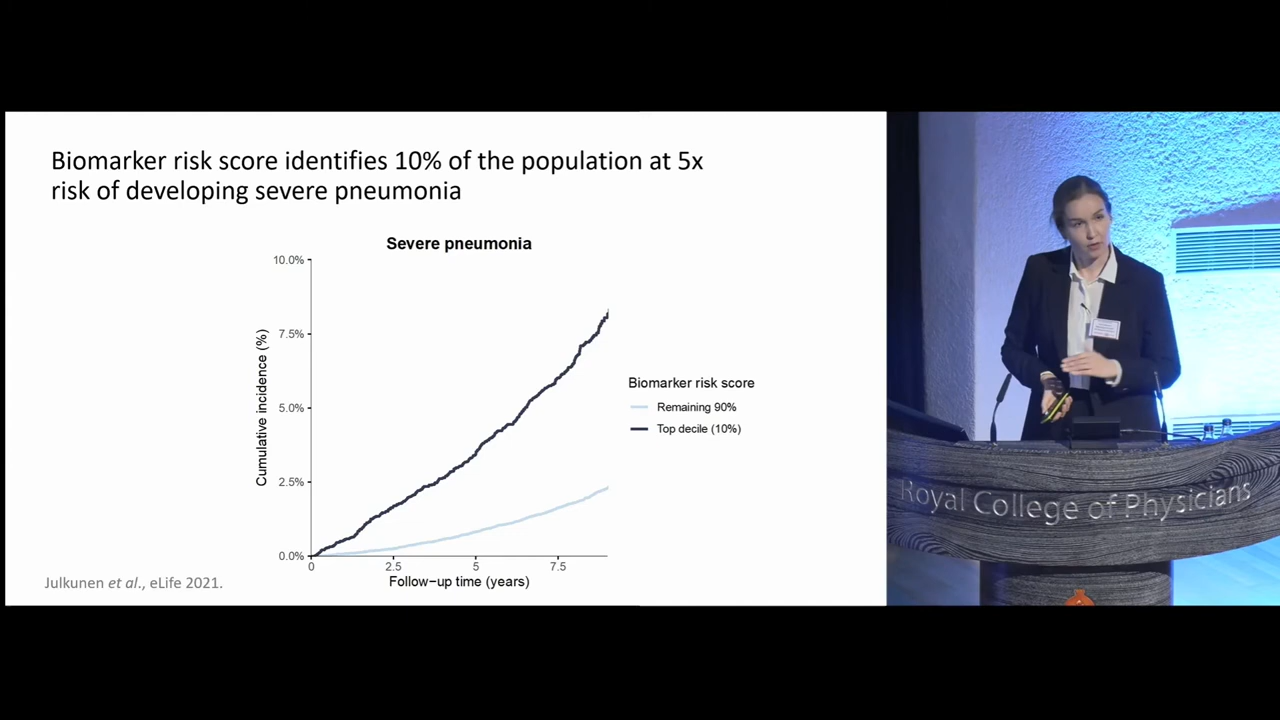 Biomarker risk score identifies 10% of the population at 5x
risk of developing severe pneumonia
Severe pneumonia
10.0%
7.5%
5.0%
2.5%
0.0%
Cumulative incidence (%)
0
2.5
5
7.5
Follow−up time (years)
Biomarker risk score
Remaining 90%
Top decile (10%)
Julkunen et al., eLife 2021.
Royal College of Physicians